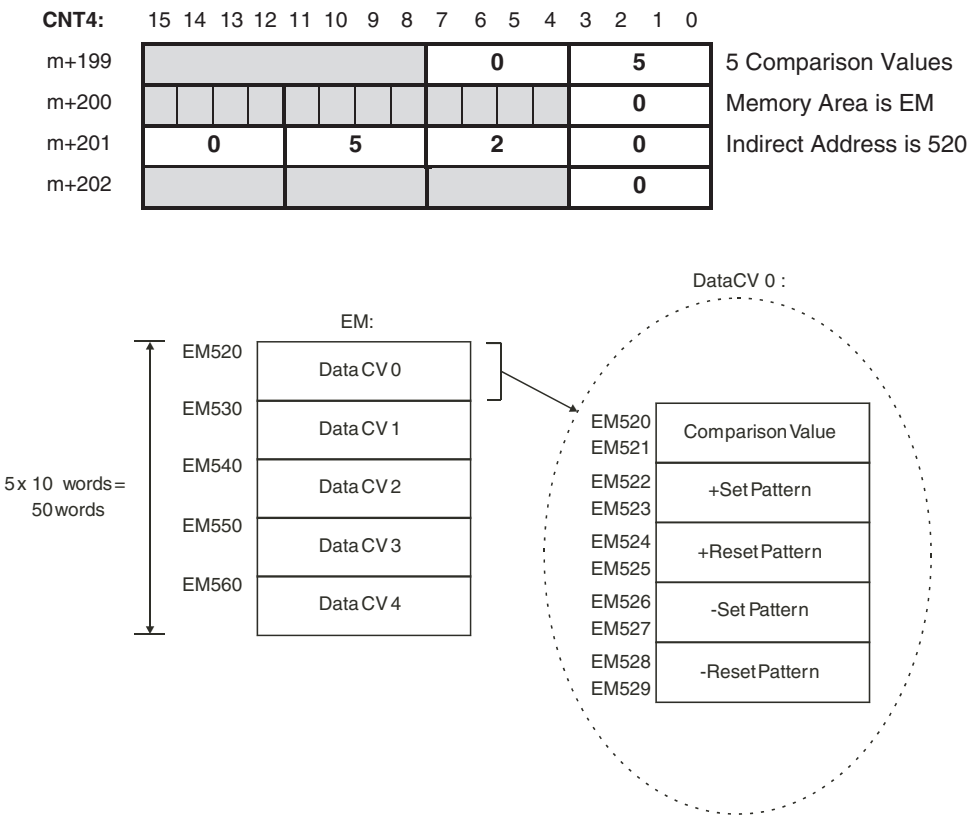 CNT4: 15 14 13 12 11 10 9 8 7 6 5 4 3 2 1 0
m+199 0 5 5 Comparison Values
m+200 0 Memory Area is EM
m+201 0 5 2 0 Indirect Address is 520
m+202 0
DataCV 0 :
EM:
EM520
Data CV 0
EM530
Data CV 1
EM540
Data CV 2
EM550
Data CV 3
EM560
Data CV 4
5 x 10 words =
50 words
EM520
EM521
Comparison Value
EM522
EM523
+Set Pattern
EM524
EM525
+Reset Pattern
EM526
EM527
-Set Pattern
EM528
EM529
-Reset Pattern